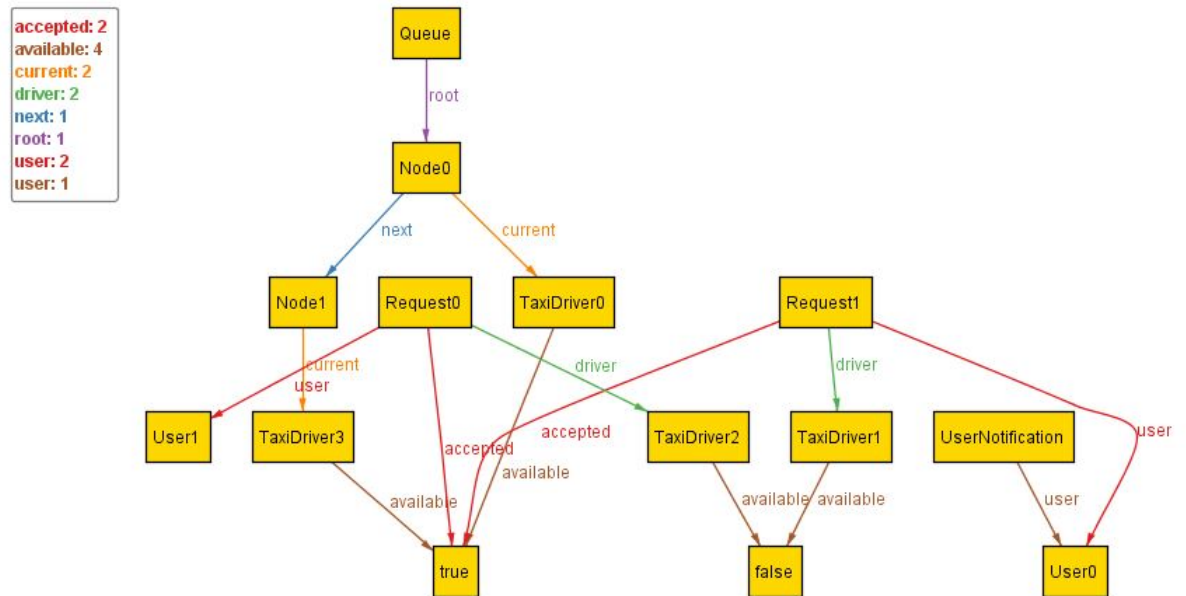 accepted: 2
available: 4
current: 2
driver: 2
next: 1
root: 1
user: 2
user: 1
Queue
root
Node0
next
current
Node1
Request0
TaxiDriver0
Request1
current
driver
driver
user
User1
TaxiDriver3
accepted
accepted
TaxiDriver2
TaxiDriver1
UserNotification
user
available
available
available
available
user
true
false
User0